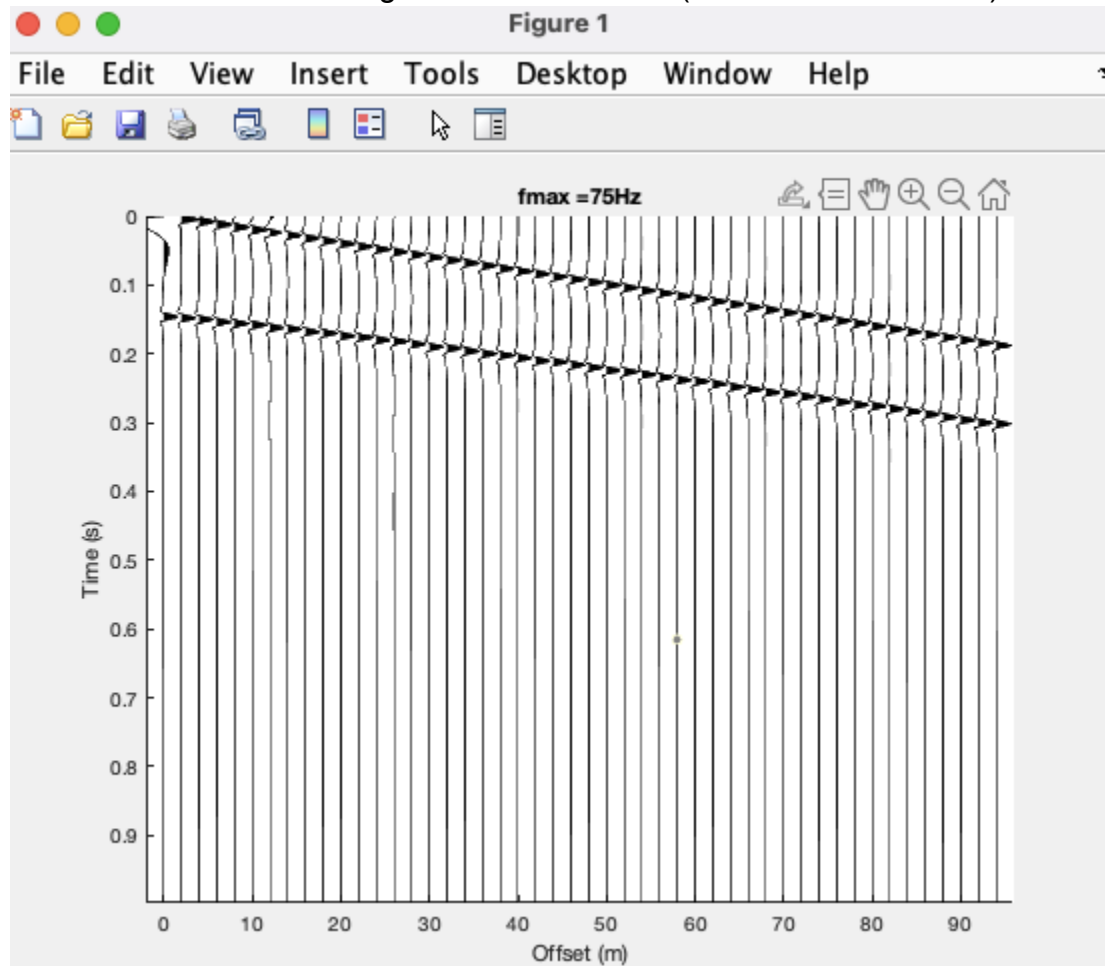 Figure 1
File Edit View Insert Tools Desktop Window Help
fmax =75Hz
0
0.1
0.2
0.3
0.4
0.5
0.6
0.7
0.8
0.9
Time (s)
0 10 20 30 40 50 60 70 80 90
Offset (m)